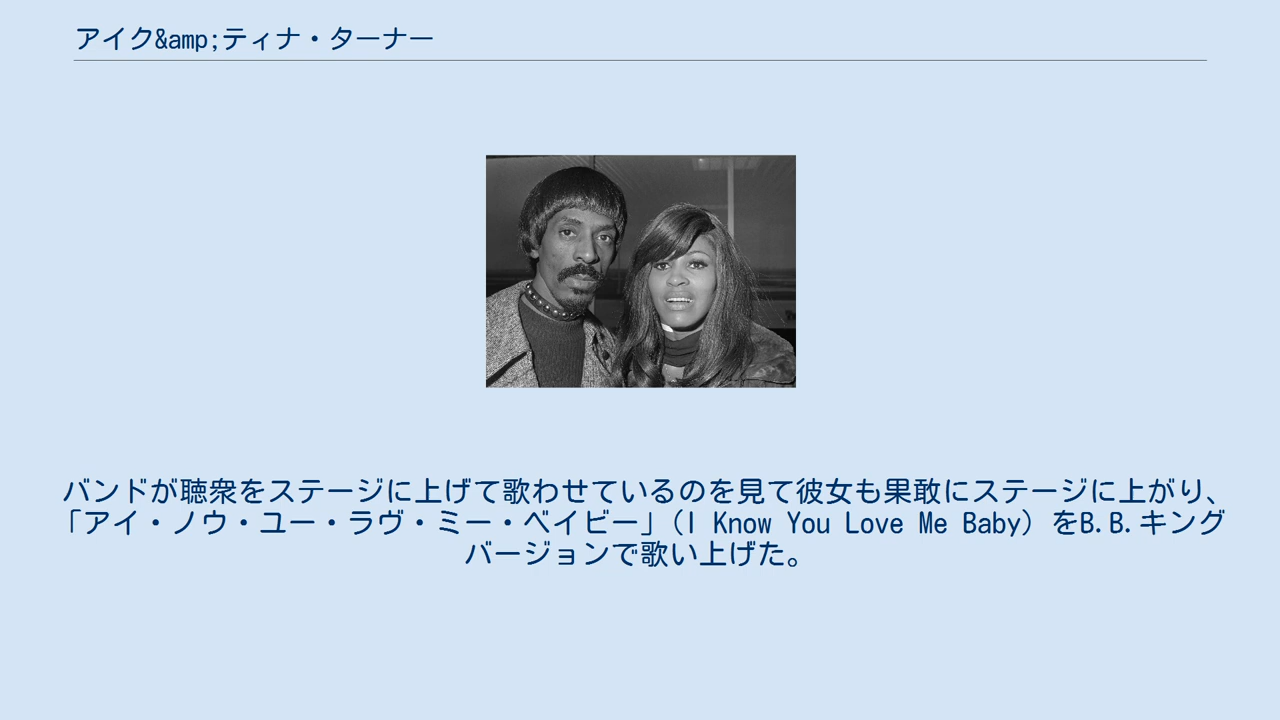 アイク&amp;ティナ・ターナー
バンドが聴衆をステージに上げて歌わせているのを見て彼女も果敢にステージに上がり、
「アイ・ノウ・ユー・ラヴ・ミー・ベイビー」(I Know You Love Me Baby) をB.B.キング
バージョンで歌い上げた。